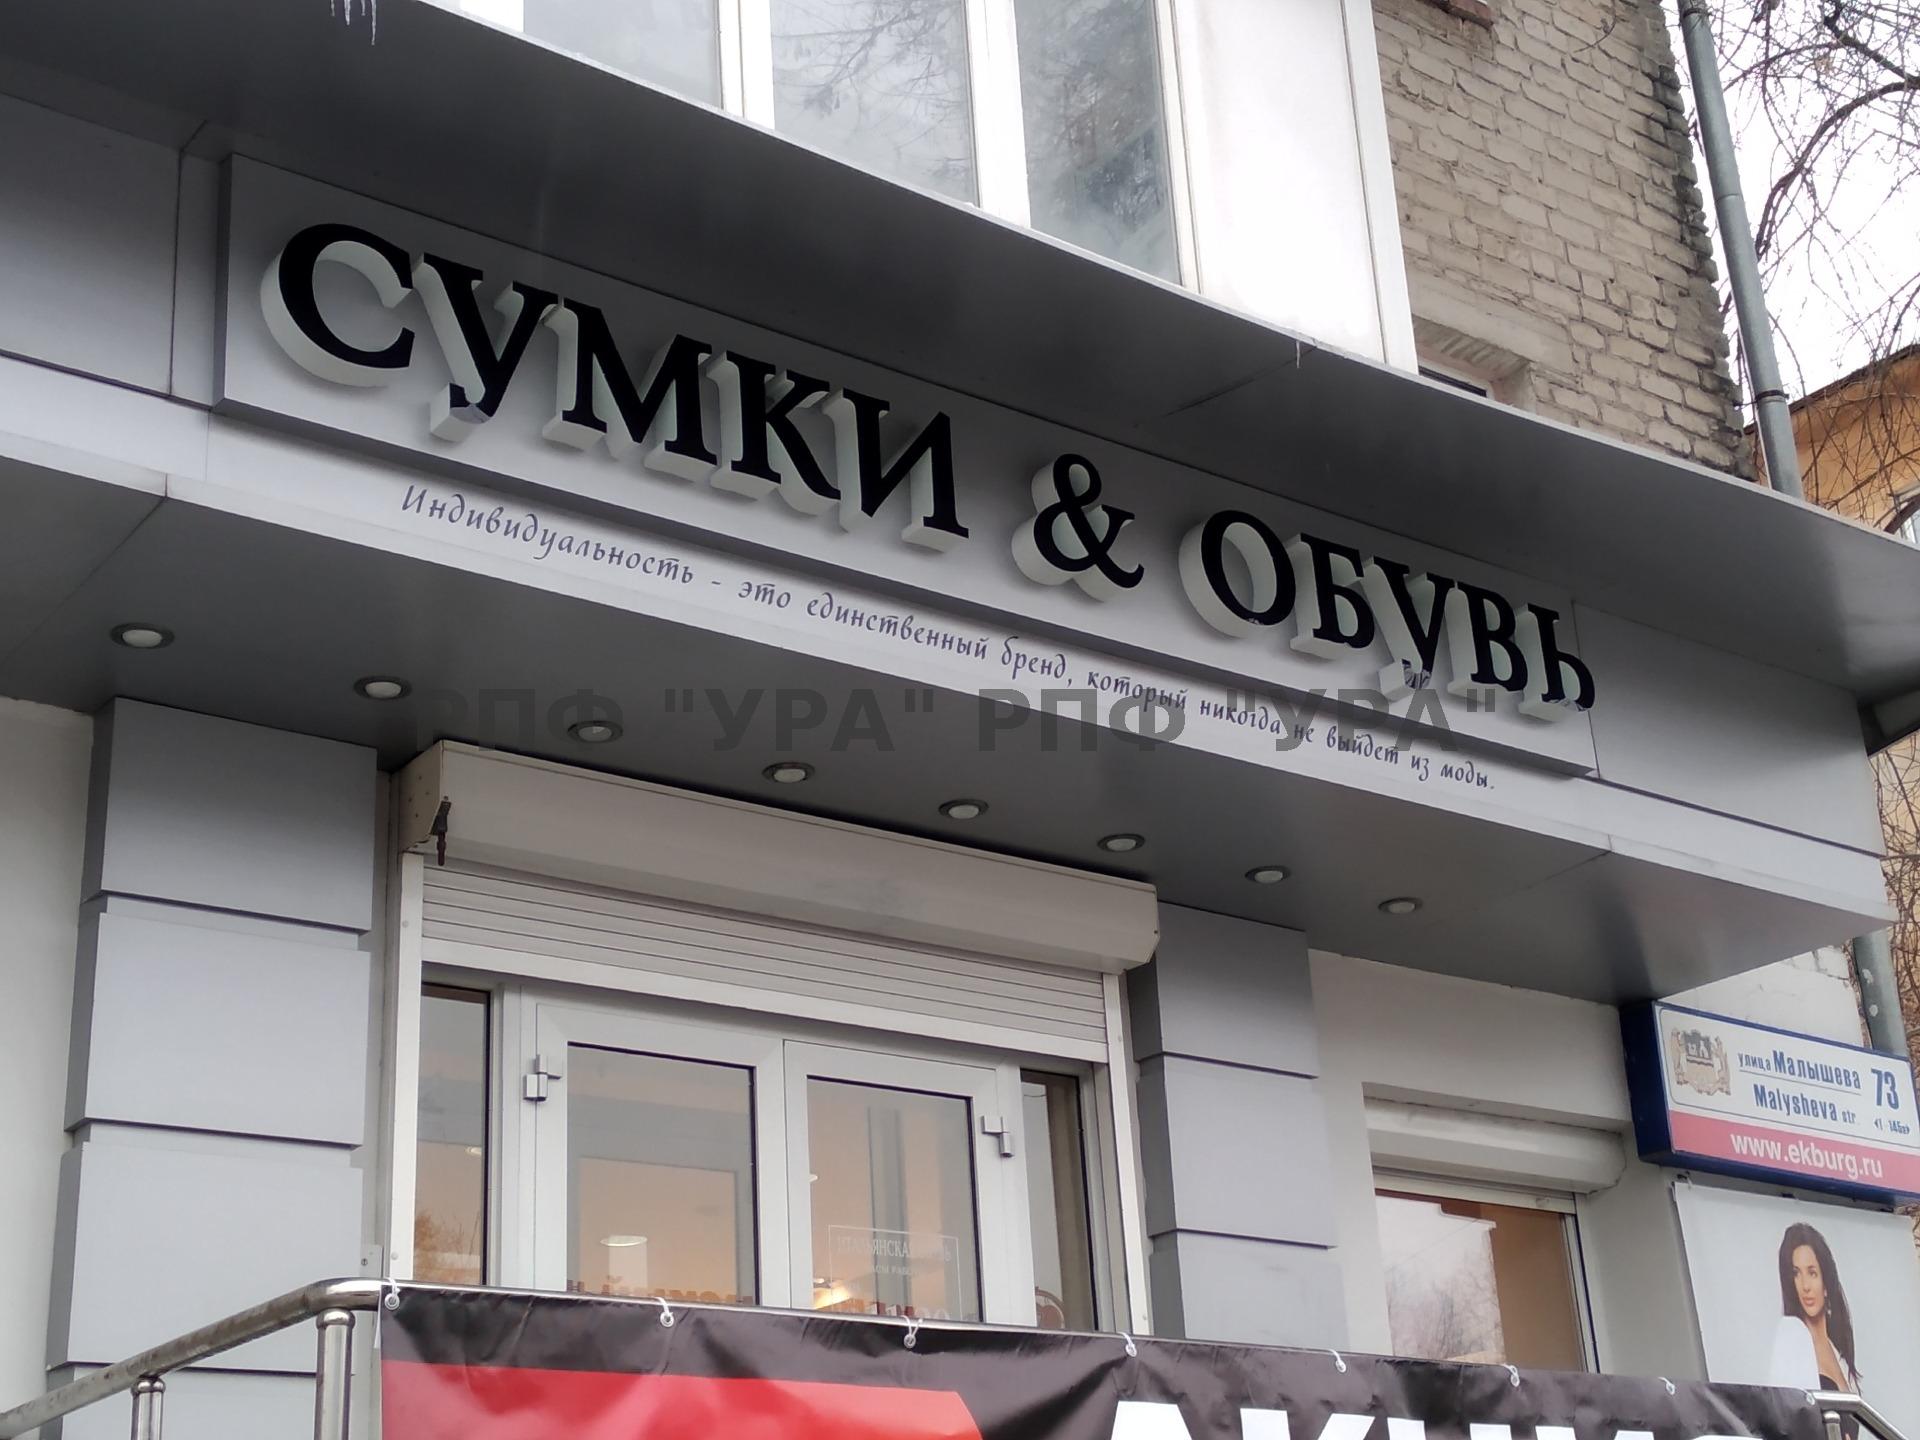 СУМКИ & ОБУВЬ
Индивидуальность - это единственный бренд, который никогда не выйдет из моды.
РПФ "УРА" РПФ "УРА"
улица Малышева 73
Malysheva str.
www.ekburg.ru
ИТАЛЬЯНСКАЯ